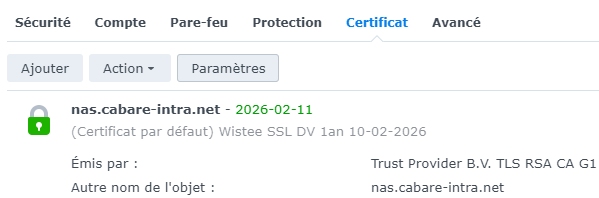 Sécurité Compte Pare-feu Protection Certificat Avancé
Ajouter Action Paramètres
nas.cabare-intra.net - 2026-02-11
(Certificat par défaut) Wistee SSL DV 1an 10-02-2026
Émis par : Trust Provider B.V. TLS RSA CA G1
Autre nom de l'objet : nas.cabare-intra.net